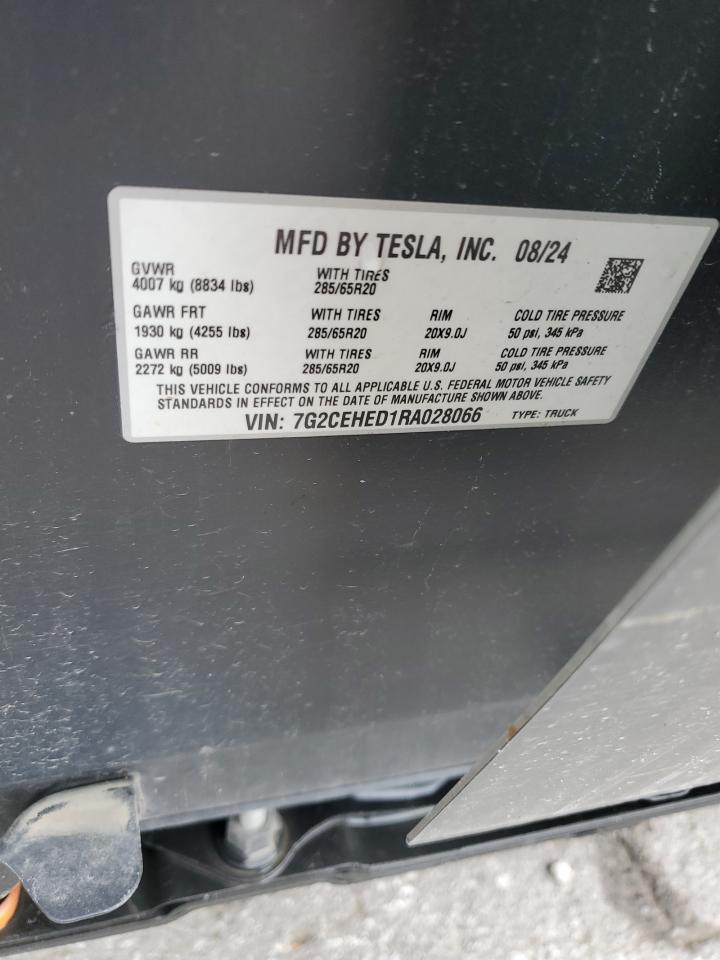 MFD BY TESLA, INC. 08/24
GVWR WITH TIRES
4007 kg (8834 lbs) 285/65R20
GAWR FRT WITH TIRES RIM COLD TIRE PRESSURE
1930 kg (4255 lbs) 285/65R20 20X9.0J 50 psi, 345 kPa
GAWR RR WITH TIRES RIM COLD TIRE PRESSURE
2272 kg (5009 lbs) 285/65R20 20X9.0J 50 psi, 345 kPa
THIS VEHICLE CONFORMS TO ALL APPLICABLE U.S. FEDERAL MOTOR VEHICLE SAFETY
STANDARDS IN EFFECT ON THE DATE OF MANUFACTURE SHOWN ABOVE.
VIN: 7G2CEHED1RA028066 TYPE: TRUCK